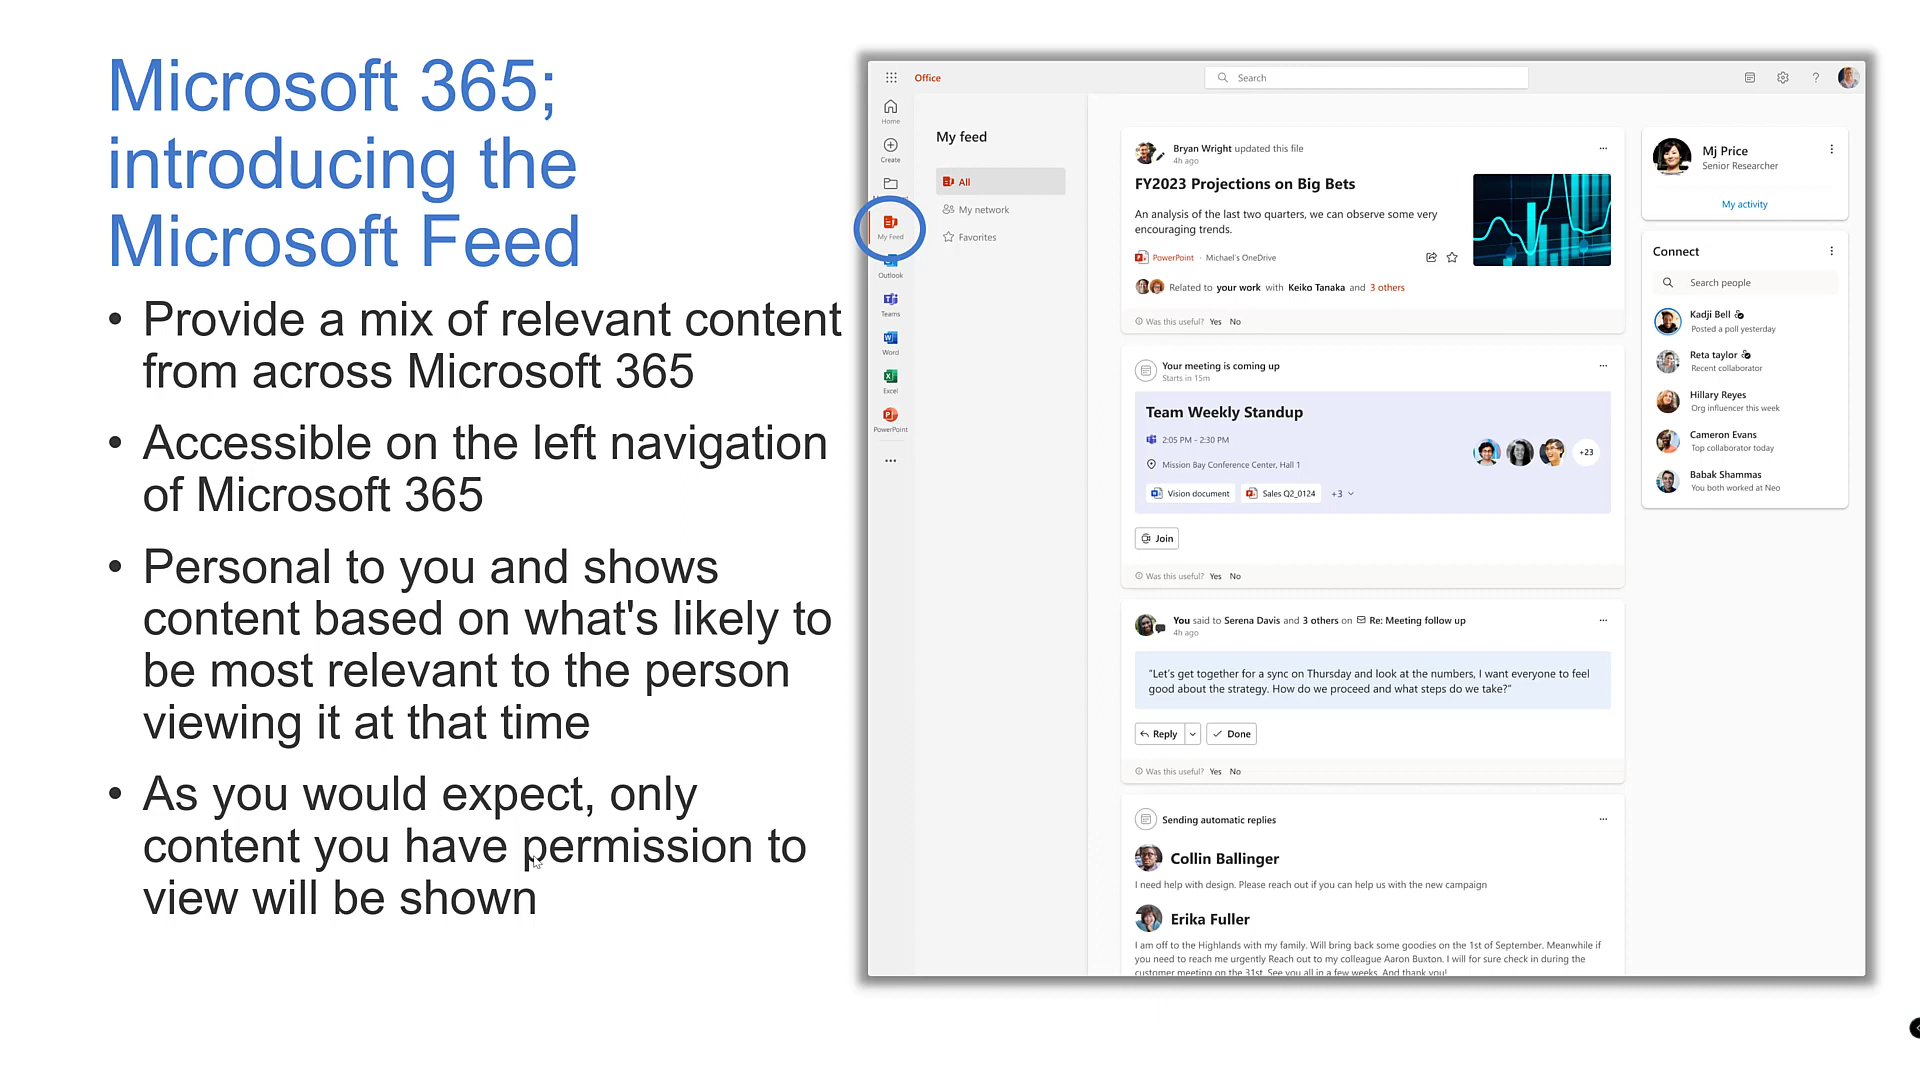 Microsoft 365;
introducing the
Microsoft Feed
• Provide a mix of relevant content
from across Microsoft 365
• Accessible on the left navigation
of Microsoft 365
• Personal to you and shows
content based on what's likely to
be most relevant to the person
viewing it at that time
• As you would expect, only
content you have permission to
view will be shown
Office
Search
?
Home
Create
My Feed
Outlook
Teams
Word
Excel
PowerPoint
My feed
All
My network
Favorites
Bryan Wright updated this file
4h ago
FY2023 Projections on Big Bets
An analysis of the last two quarters, we can observe some very
encouraging trends.
PowerPoint · Michael's OneDrive
Related to your work with Keiko Tanaka and 3 others
Was this useful? Yes No
Your meeting is coming up
Starts in 15m
Team Weekly Standup
2:05 PM - 2:30 PM
Mission Bay Conference Center, Hall 1
+23
Vision document
Sales Q2_0124
+3
Join
Was this useful? Yes No
You said to Serena Davis and 3 others on Re: Meeting follow up
4h ago
"Let's get together for a sync on Thursday and look at the numbers, I want everyone to feel
good about the strategy. How do we proceed and what steps do we take?"
Reply
Done
Was this useful? Yes No
Sending automatic replies
Collin Ballinger
I need help with design. Please reach out if you can help us with the new campaign
Erika Fuller
I am off to the Highlands with my family. Will bring back some goodies on the 1st of September. Meanwhile if
you need to reach me urgently Reach out to my colleague Aaron Buxton. I will for sure check in during the
customer meeting on the 31st. See you all in a few weeks. And thank you!
Mj Price
Senior Researcher
My activity
Connect
Search people
Kadji Bell
Posted a poll yesterday
Reta taylor
Recent collaborator
Hillary Reyes
Org influencer this week
Cameron Evans
Top collaborator today
Babak Shammas
You both worked at Neo